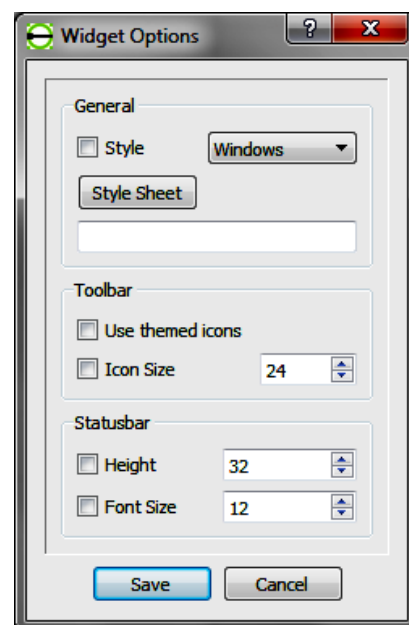 Widget Options
?
X
General
Style
Windows
Style Sheet
Toolbar
Use themed icons
Icon Size
24
Statusbar
Height
32
Font Size
12
Save
Cancel